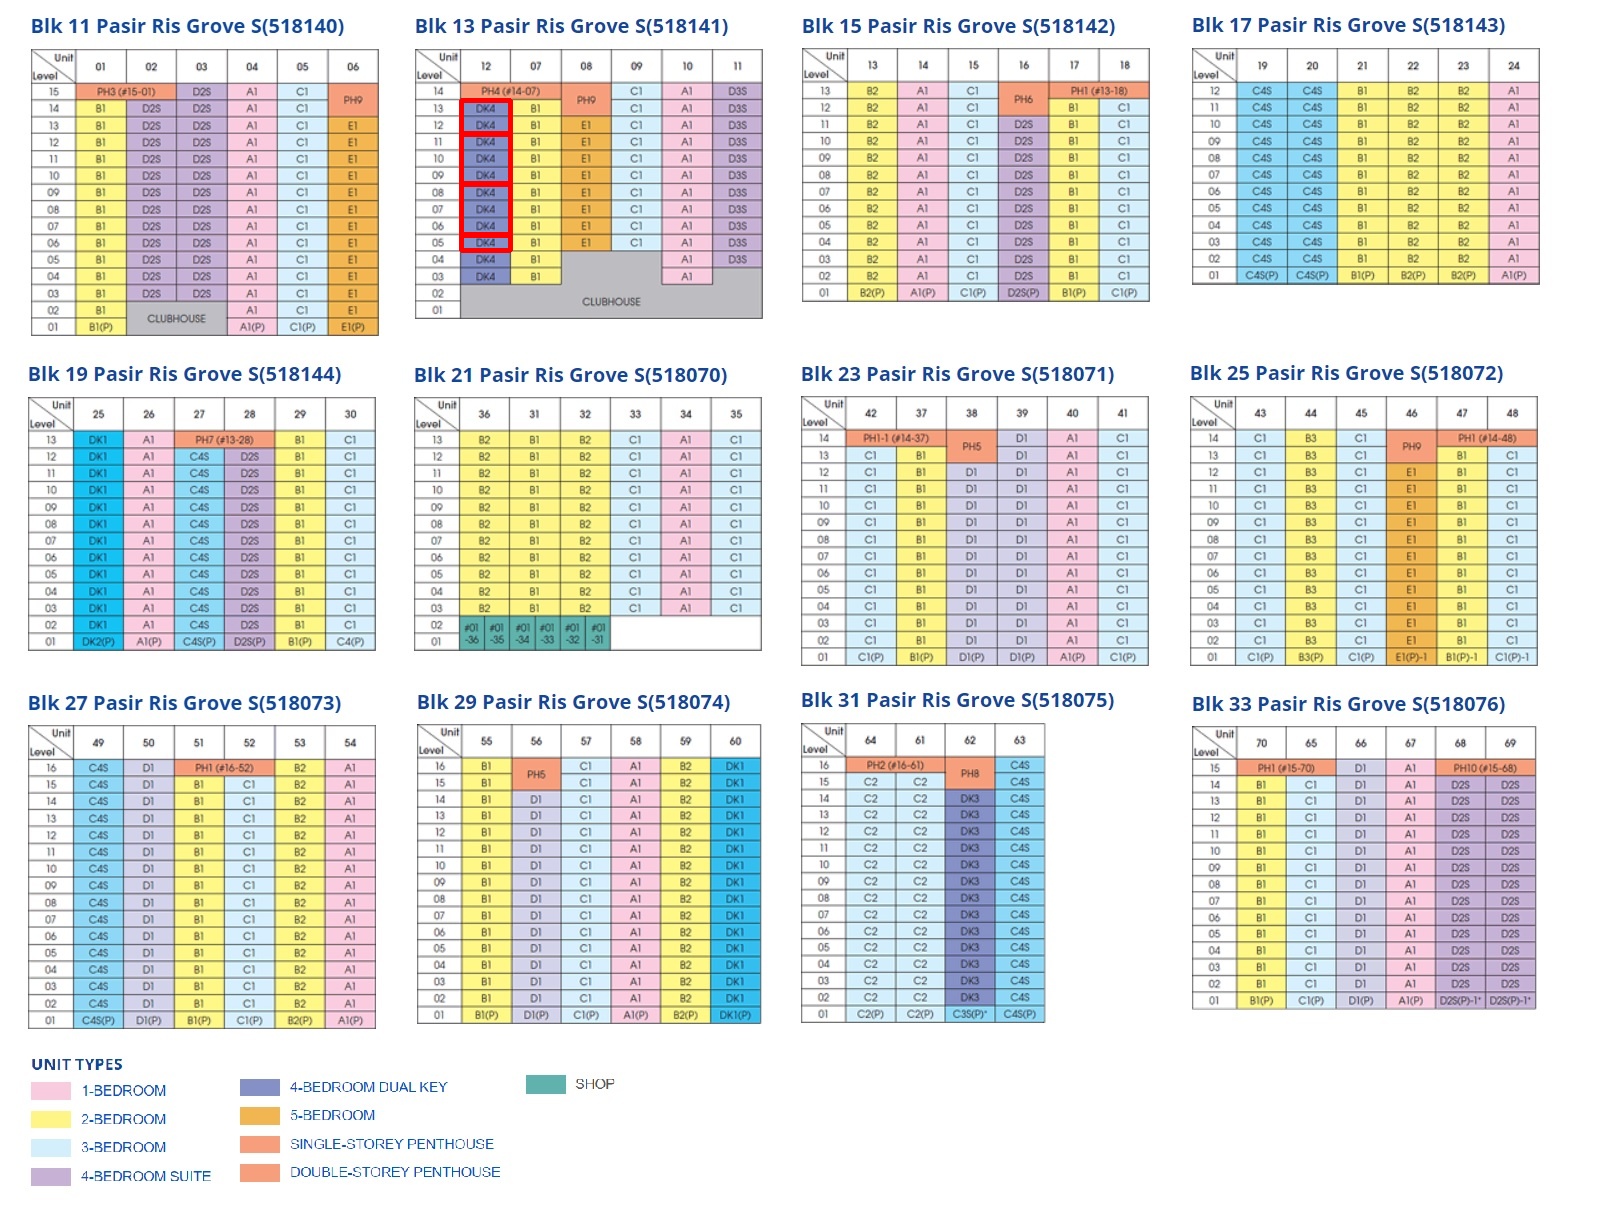 Blk 11 Pasir Ris Grove S(518140)
Unit Level 01 02 03 04 05 06
15 PH3 (#15-01) D2S A1 C1 PH9
14 B1 D2S D2S A1 C1
13 B1 D2S D2S A1 C1 E1
12 B1 D2S D2S A1 C1 E1
11 B1 D2S D2S A1 C1 E1
10 B1 D2S D2S A1 C1 E1
09 B1 D2S D2S A1 C1 E1
08 B1 D2S D2S A1 C1 E1
07 B1 D2S D2S A1 C1 E1
06 B1 D2S D2S A1 C1 E1
05 B1 D2S D2S A1 C1 E1
04 B1 D2S D2S A1 C1 E1
03 B1 D2S D2S A1 C1 E1
02 B1 CLUBHOUSE A1 C1 E1
01 B1(P) A1(P) C1(P) E1(P)
Blk 13 Pasir Ris Grove S(518141)
Unit Level 12 07 08 09 10 11
14 PH4 (#14-07) PH9 C1 A1 D3S
13 DK4 B1 C1 A1 D3S
12 DK4 B1 E1 C1 A1 D3S
11 DK4 B1 E1 C1 A1 D3S
10 DK4 B1 E1 C1 A1 D3S
09 DK4 B1 E1 C1 A1 D3S
08 DK4 B1 E1 C1 A1 D3S
07 DK4 B1 E1 C1 A1 D3S
06 DK4 B1 E1 C1 A1 D3S
05 DK4 B1 E1 C1 A1 D3S
04 DK4 B1 A1 D3S
03 DK4 B1 A1
02 CLUBHOUSE
01
Blk 15 Pasir Ris Grove S(518142)
Unit Level 13 14 15 16 17 18
13 B2 A1 C1 PH6 PH1 (#13-18)
12 B2 A1 C1 B1 C1
11 B2 A1 C1 D2S B1 C1
10 B2 A1 C1 D2S B1 C1
09 B2 A1 C1 D2S B1 C1
08 B2 A1 C1 D2S B1 C1
07 B2 A1 C1 D2S B1 C1
06 B2 A1 C1 D2S B1 C1
05 B2 A1 C1 D2S B1 C1
04 B2 A1 C1 D2S B1 C1
03 B2 A1 C1 D2S B1 C1
02 B2 A1 C1 D2S B1 C1
01 B2(P) A1(P) C1(P) D2S(P) B1(P) C1(P)
Blk 17 Pasir Ris Grove S(518143)
Unit Level 19 20 21 22 23 24
12 C4S C4S B1 B2 B2 A1
11 C4S C4S B1 B2 B2 A1
10 C4S C4S B1 B2 B2 A1
09 C4S C4S B1 B2 B2 A1
08 C4S C4S B1 B2 B2 A1
07 C4S C4S B1 B2 B2 A1
06 C4S C4S B1 B2 B2 A1
05 C4S C4S B1 B2 B2 A1
04 C4S C4S B1 B2 B2 A1
03 C4S C4S B1 B2 B2 A1
02 C4S C4S B1 B2 B2 A1
01 C4S(P) C4S(P) B1(P) B2(P) B2(P) A1(P)
Blk 19 Pasir Ris Grove S(518144)
Unit Level 25 26 27 28 29 30
13 DK1 A1 PH7 (#13-28) B1 C1
12 DK1 A1 C4S D2S B1 C1
11 DK1 A1 C4S D2S B1 C1
10 DK1 A1 C4S D2S B1 C1
09 DK1 A1 C4S D2S B1 C1
08 DK1 A1 C4S D2S B1 C1
07 DK1 A1 C4S D2S B1 C1
06 DK1 A1 C4S D2S B1 C1
05 DK1 A1 C4S D2S B1 C1
04 DK1 A1 C4S D2S B1 C1
03 DK1 A1 C4S D2S B1 C1
02 DK1 A1 C4S D2S B1 C1
01 DK2(P) A1(P) C4S(P) D2S(P) B1(P) C4(P)
Blk 21 Pasir Ris Grove S(518070)
Unit Level 36 31 32 33 34 35
13 B2 B1 B2 C1 A1 C1
12 B2 B1 B2 C1 A1 C1
11 B2 B1 B2 C1 A1 C1
10 B2 B1 B2 C1 A1 C1
09 B2 B1 B2 C1 A1 C1
08 B2 B1 B2 C1 A1 C1
07 B2 B1 B2 C1 A1 C1
06 B2 B1 B2 C1 A1 C1
05 B2 B1 B2 C1 A1 C1
04 B2 B1 B2 C1 A1 C1
03 B2 B1 B2 C1 A1 C1
02 #01 #01 #01 #01 #01 #01
01 -36 -35 -34 -33 -32 -31
Blk 23 Pasir Ris Grove S(518071)
Unit Level 42 37 38 39 40 41
14 PH1-1 (#14-37) PH5 D1 A1 C1
13 C1 B1 D1 A1 C1
12 C1 B1 D1 D1 A1 C1
11 C1 B1 D1 D1 A1 C1
10 C1 B1 D1 D1 A1 C1
09 C1 B1 D1 D1 A1 C1
08 C1 B1 D1 D1 A1 C1
07 C1 B1 D1 D1 A1 C1
06 C1 B1 D1 D1 A1 C1
05 C1 B1 D1 D1 A1 C1
04 C1 B1 D1 D1 A1 C1
03 C1 B1 D1 D1 A1 C1
02 C1 B1 D1 D1 A1 C1
01 C1(P) B1(P) D1(P) D1(P) A1(P) C1(P)
Blk 25 Pasir Ris Grove S(518072)
Unit Level 43 44 45 46 47 48
14 C1 B3 C1 PH9 PH1 (#14-48)
13 C1 B3 C1 B1 C1
12 C1 B3 C1 E1 B1 C1
11 C1 B3 C1 E1 B1 C1
10 C1 B3 C1 E1 B1 C1
09 C1 B3 C1 E1 B1 C1
08 C1 B3 C1 E1 B1 C1
07 C1 B3 C1 E1 B1 C1
06 C1 B3 C1 E1 B1 C1
05 C1 B3 C1 E1 B1 C1
04 C1 B3 C1 E1 B1 C1
03 C1 B3 C1 E1 B1 C1
02 C1 B3 C1 E1 B1 C1
01 C1(P) B3(P) C1(P) E1(P)-1 B1(P)-1 C1(P)-1
Blk 27 Pasir Ris Grove S(518073)
Unit Level 49 50 51 52 53 54
16 C4S D1 PH1 (#16-52) B2 A1
15 C4S D1 B1 C1 B2 A1
14 C4S D1 B1 C1 B2 A1
13 C4S D1 B1 C1 B2 A1
12 C4S D1 B1 C1 B2 A1
11 C4S D1 B1 C1 B2 A1
10 C4S D1 B1 C1 B2 A1
09 C4S D1 B1 C1 B2 A1
08 C4S D1 B1 C1 B2 A1
07 C4S D1 B1 C1 B2 A1
06 C4S D1 B1 C1 B2 A1
05 C4S D1 B1 C1 B2 A1
04 C4S D1 B1 C1 B2 A1
03 C4S D1 B1 C1 B2 A1
02 C4S D1 B1 C1 B2 A1
01 C4S(P) D1(P) B1(P) C1(P) B2(P) A1(P)
Blk 29 Pasir Ris Grove S(518074)
Unit Level 55 56 57 58 59 60
16 B1 PH5 C1 A1 B2 DK1
15 B1 C1 A1 B2 DK1
14 B1 D1 C1 A1 B2 DK1
13 B1 D1 C1 A1 B2 DK1
12 B1 D1 C1 A1 B2 DK1
11 B1 D1 C1 A1 B2 DK1
10 B1 D1 C1 A1 B2 DK1
09 B1 D1 C1 A1 B2 DK1
08 B1 D1 C1 A1 B2 DK1
07 B1 D1 C1 A1 B2 DK1
06 B1 D1 C1 A1 B2 DK1
05 B1 D1 C1 A1 B2 DK1
04 B1 D1 C1 A1 B2 DK1
03 B1 D1 C1 A1 B2 DK1
02 B1 D1 C1 A1 B2 DK1
01 B1(P) D1(P) C1(P) A1(P) B2(P) DK1(P)
Blk 31 Pasir Ris Grove S(518075)
Unit Level 64 61 62 63
16 PH2 (#16-61) PH8 C4S
15 C2 C2 C4S
14 C2 C2 DK3 C4S
13 C2 C2 DK3 C4S
12 C2 C2 DK3 C4S
11 C2 C2 DK3 C4S
10 C2 C2 DK3 C4S
09 C2 C2 DK3 C4S
08 C2 C2 DK3 C4S
07 C2 C2 DK3 C4S
06 C2 C2 DK3 C4S
05 C2 C2 DK3 C4S
04 C2 C2 DK3 C4S
03 C2 C2 DK3 C4S
02 C2 C2 DK3 C4S
01 C2(P) C2(P) C3S(P)* C4S(P)
Blk 33 Pasir Ris Grove S(518076)
Unit Level 70 65 66 67 68 69
15 PH1 (#15-70) D1 A1 PH10 (#15-68)
14 B1 C1 D1 A1 D2S D2S
13 B1 C1 D1 A1 D2S D2S
12 B1 C1 D1 A1 D2S D2S
11 B1 C1 D1 A1 D2S D2S
10 B1 C1 D1 A1 D2S D2S
09 B1 C1 D1 A1 D2S D2S
08 B1 C1 D1 A1 D2S D2S
07 B1 C1 D1 A1 D2S D2S
06 B1 C1 D1 A1 D2S D2S
05 B1 C1 D1 A1 D2S D2S
04 B1 C1 D1 A1 D2S D2S
03 B1 C1 D1 A1 D2S D2S
02 B1 C1 D1 A1 D2S D2S
01 B1(P) C1(P) D1(P) A1(P) D2S(P)-1* D2S(P)-1*
UNIT TYPES
1-BEDROOM
2-BEDROOM
3-BEDROOM
4-BEDROOM SUITE
4-BEDROOM DUAL KEY
5-BEDROOM
SINGLE-STOREY PENTHOUSE
DOUBLE-STOREY PENTHOUSE
SHOP